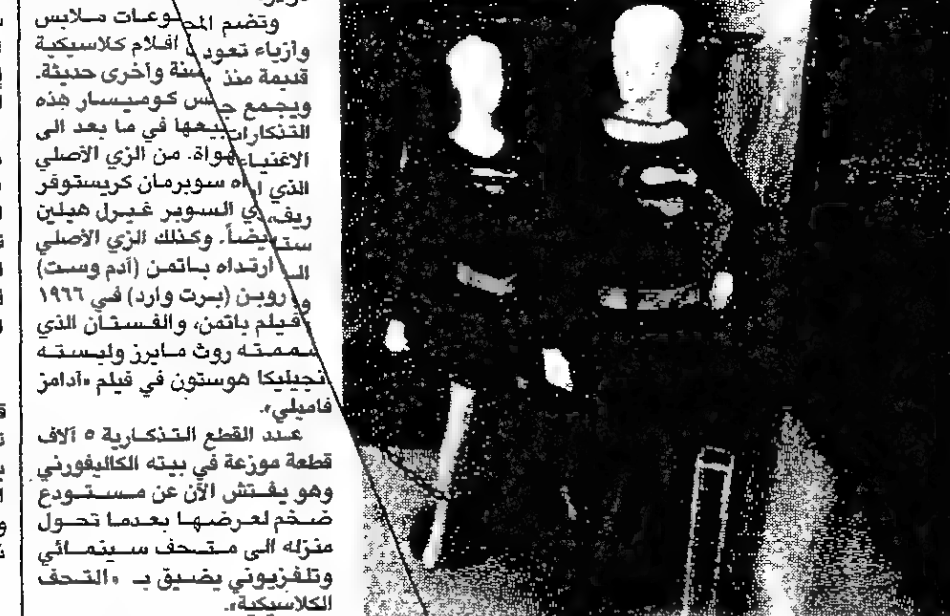 وتضم المجموعات ملابس
وأزياء تعود افلام كلاسيكية
قديمة منذ سنة وأخرى حديثة.
ويجمع كوميسار هذه
التذكارات في ما بعد الى
الاغنياء من الزي الأصلي
الذي سوبرمان كريستوفر
ريف السوبر غيرل هيلين
أيضاً. وكذلك الزي الأصلي
ارتداه باتمن (آدم وست)
روبن (برت وارد) في ١٩٦٦
فيلم باتمن، والفستان الذي
صممته روث مايرز ولبسته
انجيليكا هوستون في فيلم «آدامز
فاميلي».
عدد القطع التذكارية ٥ آلاف
قطعة موزعة في بيته الكاليفورني
وهو يفتش الآن عن مستودع
ضخم لعرضها بعدما تحول
منزله الى متحف سينمائي
وتلفزيوني يضيق بـ «التحف
الكلاسيكية».